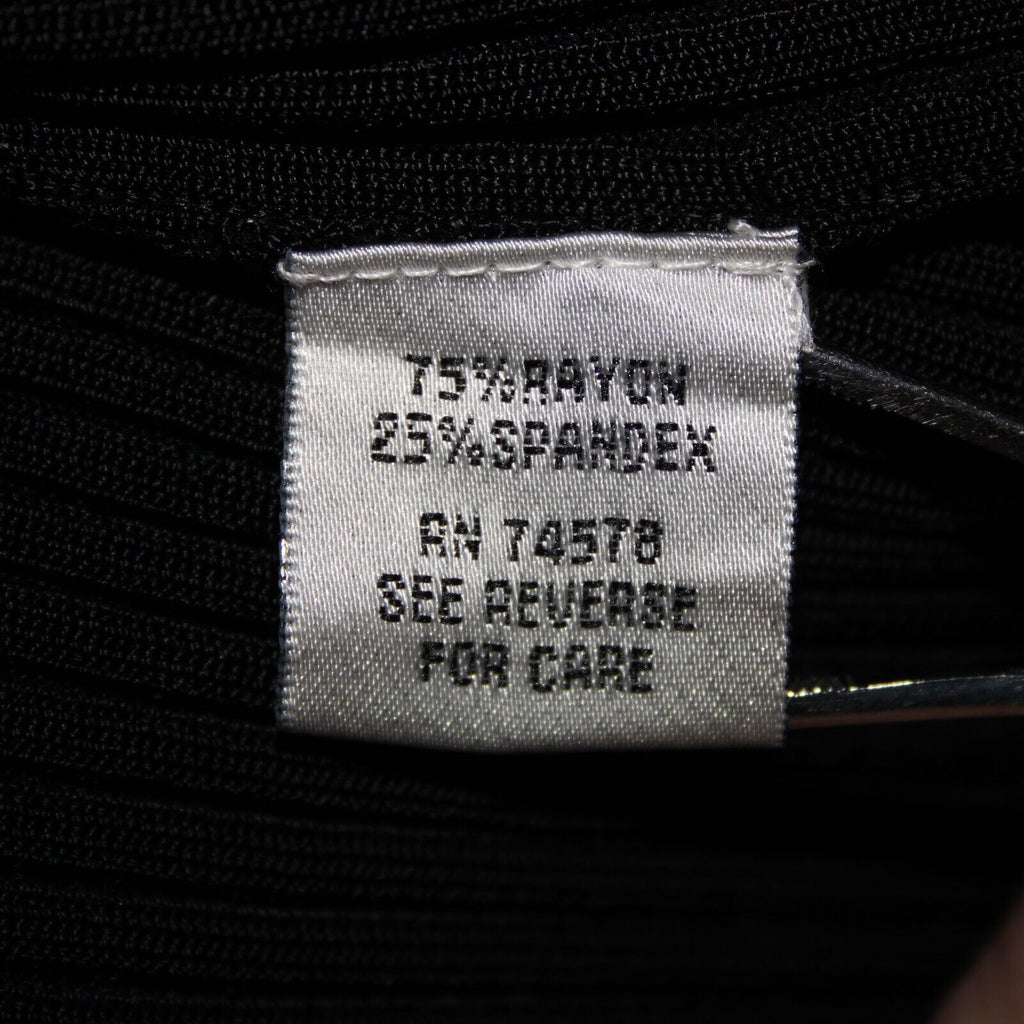 75%RAYON
25%SPANDEX
RN 74578
SEE REVERSE
FOR CARE